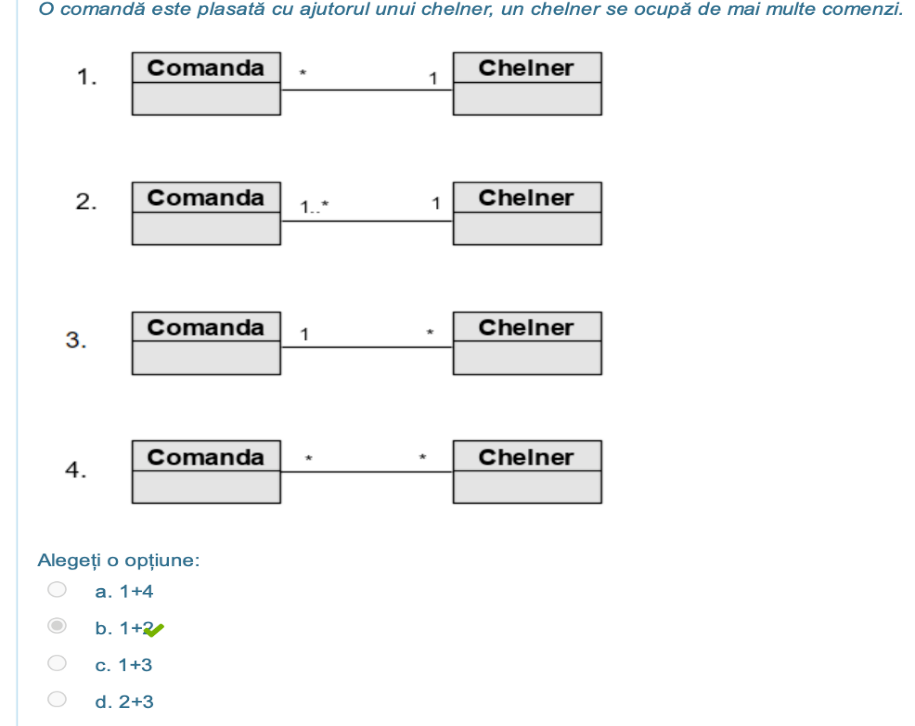 O comandă este plasată cu ajutorul unui chelner, un chelner se ocupă de mai multe comenzi.
1. Comanda * 1 Chelner
2. Comanda 1..* 1 Chelner
3. Comanda 1 * Chelner
4. Comanda * * Chelner
Alegeți o opțiune:
a. 1+4
b. 1+2
c. 1+3
d. 2+3